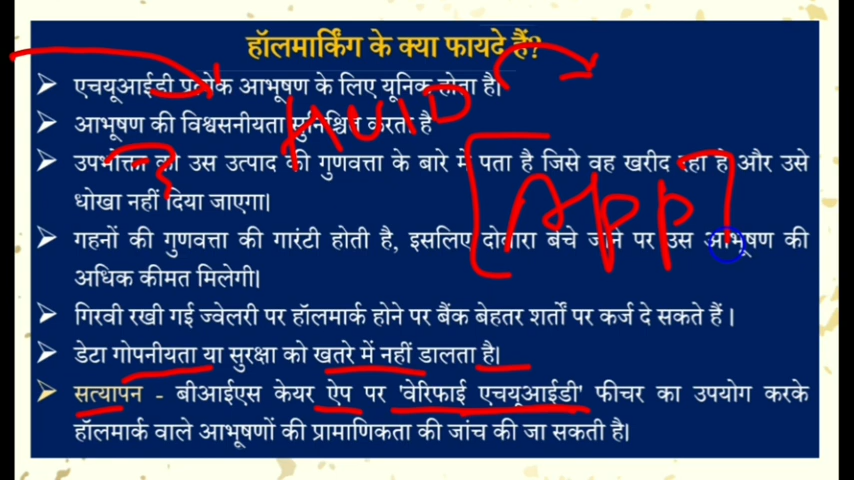 हॉलमार्किंग के क्या फायदे हैं?
एचयूआईडी प्रत्येक आभूषण के लिए यूनिक होता है।
आभूषण की विश्वसनीयता सुनिश्चित करता है
HUID
उपभोक्ता को उस उत्पाद की गुणवत्ता के बारे में पता है जिसे वह खरीद रहा है और उसे
धोखा नहीं दिया जाएगा।
[App]
गहनों की गुणवत्ता की गारंटी होती है, इसलिए दोबारा बेचे जाने पर उस आभूषण की
अधिक कीमत मिलेगी।
गिरवी रखी गई ज्वेलरी पर हॉलमार्क होने पर बैंक बेहतर शर्तों पर कर्ज दे सकते हैं।
डेटा गोपनीयता या सुरक्षा को खतरे में नहीं डालता है।
सत्यापन - बीआईएस केयर ऐप पर 'वेरिफाई एचयूआईडी' फीचर का उपयोग करके
हॉलमार्क वाले आभूषणों की प्रामाणिकता की जांच की जा सकती है।